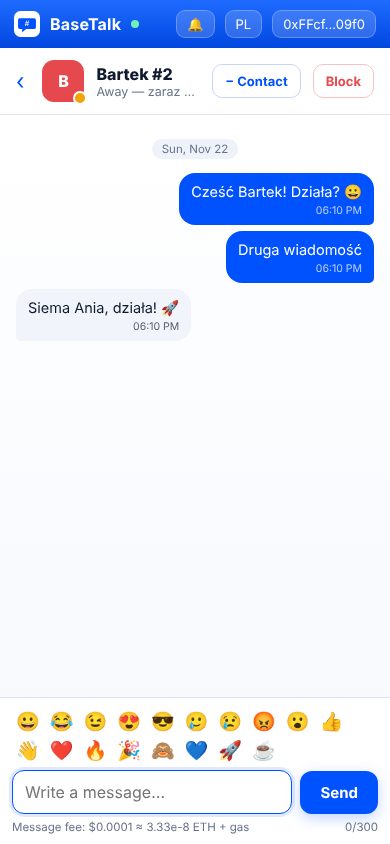 BaseTalk
PL
0xFFcf...09f0
B
Bartek #2
Away — zaraz ...
− Contact
Block
Sun, Nov 22
Cześć Bartek! Działa? 😀
06:10 PM
Druga wiadomość
06:10 PM
Siema Ania, działa! 🚀
06:10 PM
Write a message...
Send
Message fee: $0.0001 ≈ 3.33e-8 ETH + gas
0/300